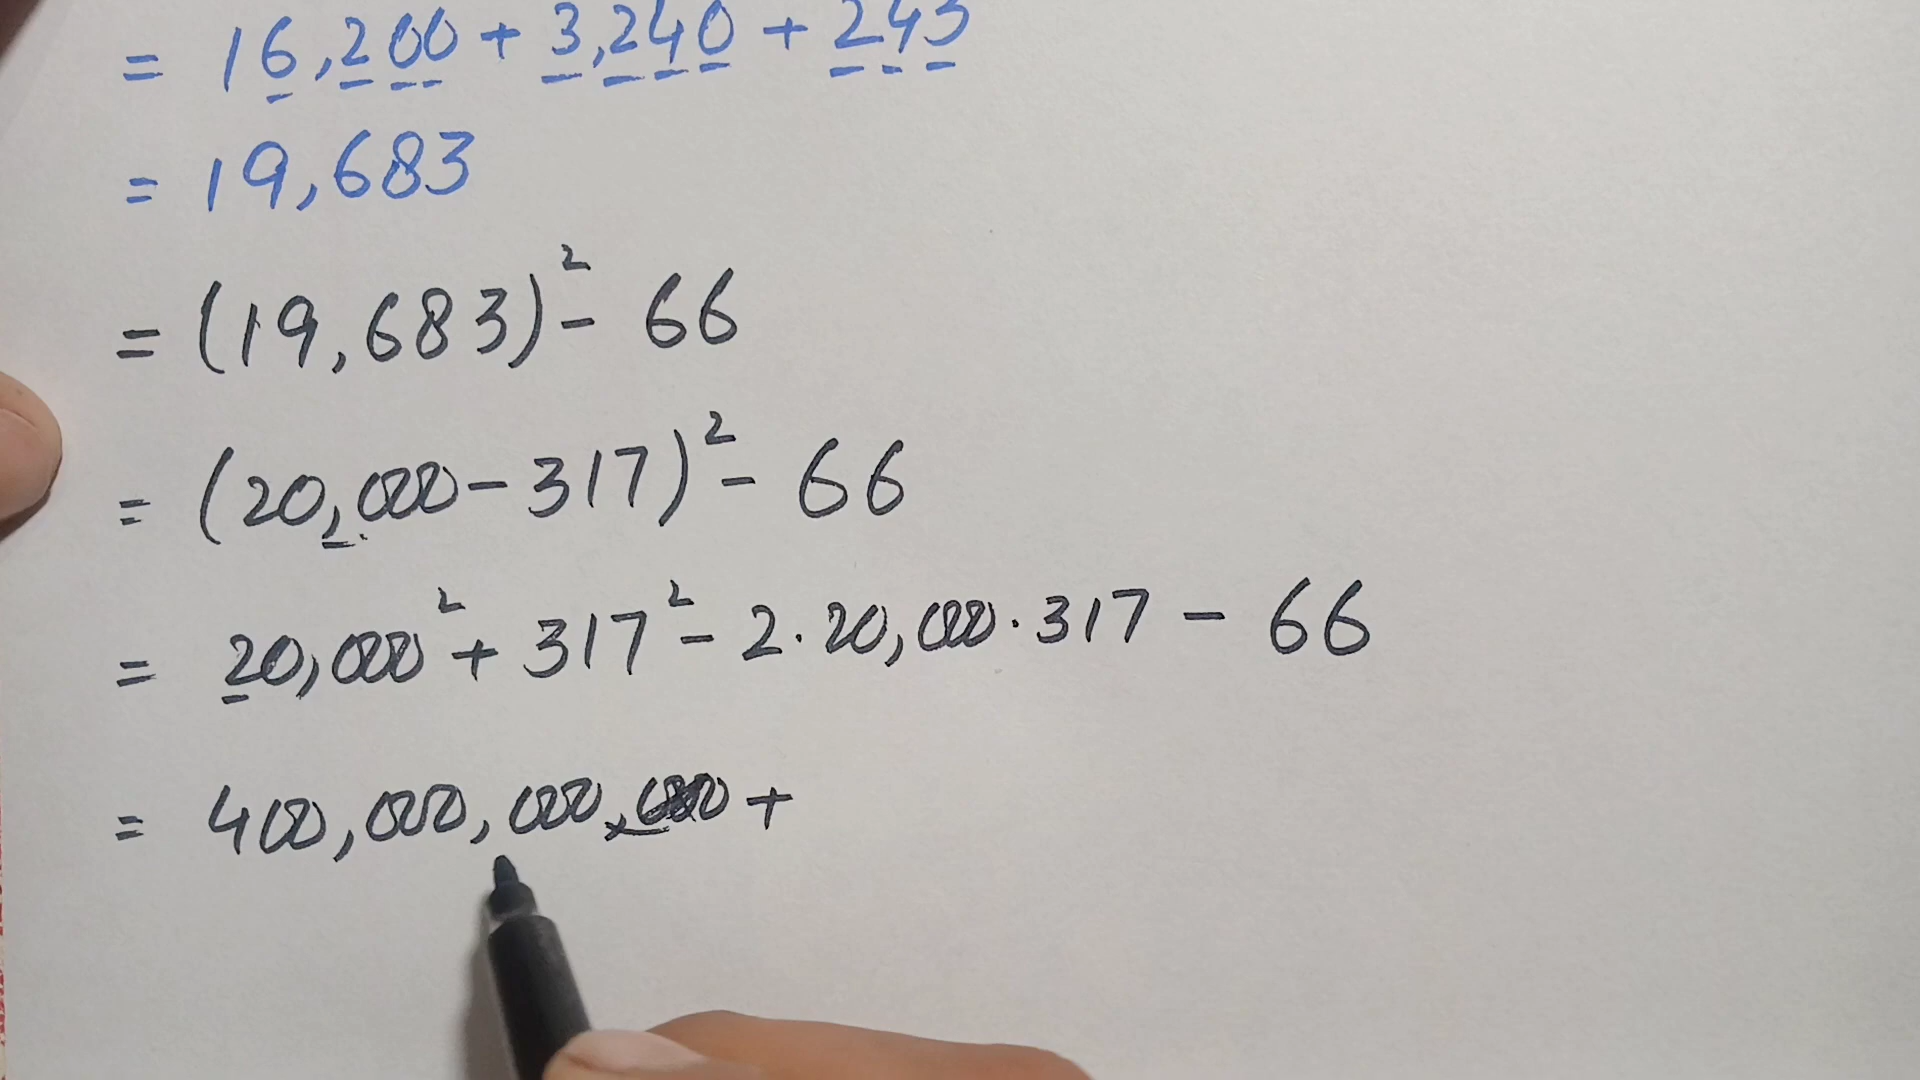 = 16,200 + 3,240 + 243
= 19,683
= (19,683)² - 66
= (20,000 - 317)² - 66
= 20,000² + 317² - 2·20,000·317 - 66
= 400,000,000 +